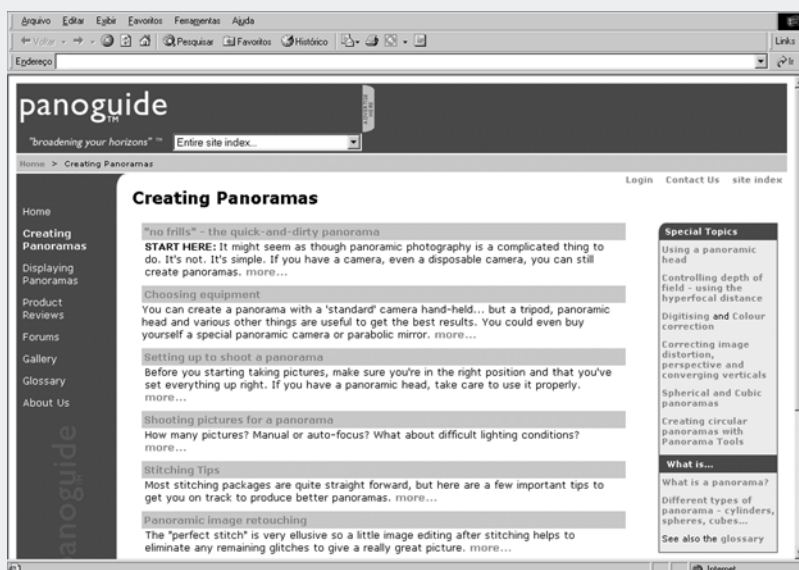 Arquivo Editar Exibir Favoritos Ferramentas Ajuda
Voltar Pesquisar Favoritos Histórico Links
Endereço Ir
panoguide
TM
ADVERTISE HERE
"broadening your horizons" ™ Entire site index...
Home > Creating Panoramas
Login Contact Us site index
Creating Panoramas
Home
Creating
Panoramas
Displaying
Panoramas
Product
Reviews
Forums
Gallery
Glossary
About Us
panoguide
"no frills" - the quick-and-dirty panorama
START HERE: It might seem as though panoramic photography is a complicated thing to
do. It's not. It's simple. If you have a camera, even a disposable camera, you can still
create panoramas. more...
Choosing equipment
You can create a panorama with a 'standard' camera hand-held... but a tripod, panoramic
head and various other things are useful to get the best results. You could even buy
yourself a special panoramic camera or parabolic mirror. more...
Setting up to shoot a panorama
Before you starting taking pictures, make sure you're in the right position and that you've
set everything up right. If you have a panoramic head, take care to use it properly.
more...
Shooting pictures for a panorama
How many pictures? Manual or auto-focus? What about difficult lighting conditions?
more...
Stitching Tips
Most stitching packages are quite straight forward, but here are a few important tips to
get you on track to produce better panoramas. more...
Panoramic image retouching
The "perfect stitch" is very ellusive so a little image editing after stitching helps to
eliminate any remaining glitches to give a really great picture. more...
Special Topics
Using a panoramic
head
Controlling depth of
field - using the
hyperfocal distance
Digitising and Colour
correction
Correcting image
distortion,
perspective and
converging verticals
Spherical and Cubic
panoramas
Creating circular
panoramas with
Panorama Tools
What is...
What is a panorama?
Different types of
panorama - cylinders,
spheres, cubes...
See also the glossary
Internet